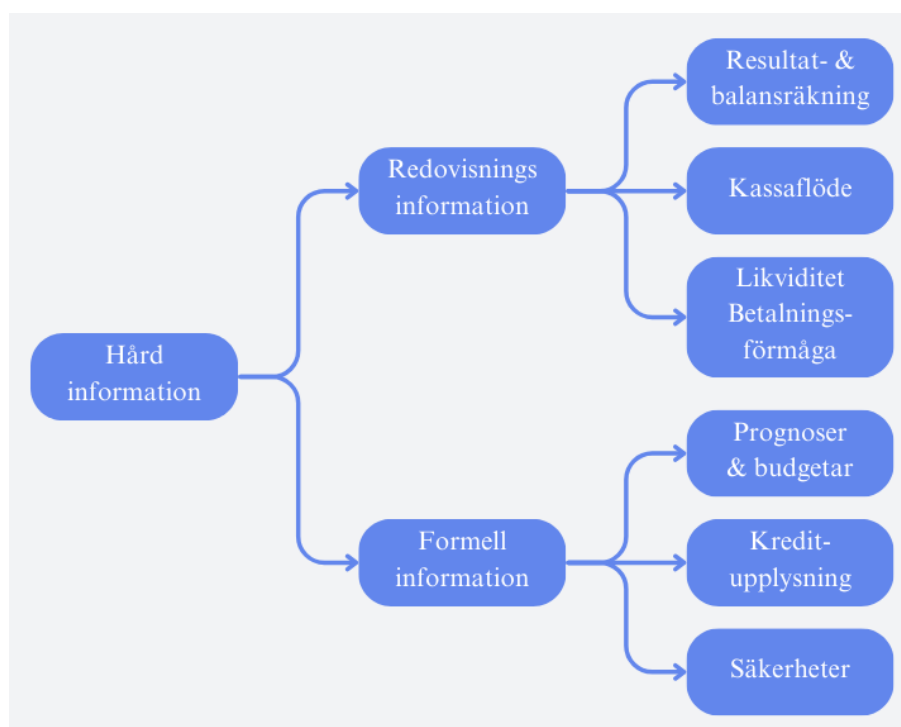 Hård
information
Redovisnings
information
Resultat- &
balansräkning
Kassaflöde
Likviditet
Betalnings-
förmåga
Formell
information
Prognoser
& budgetar
Kredit-
upplysning
Säkerheter